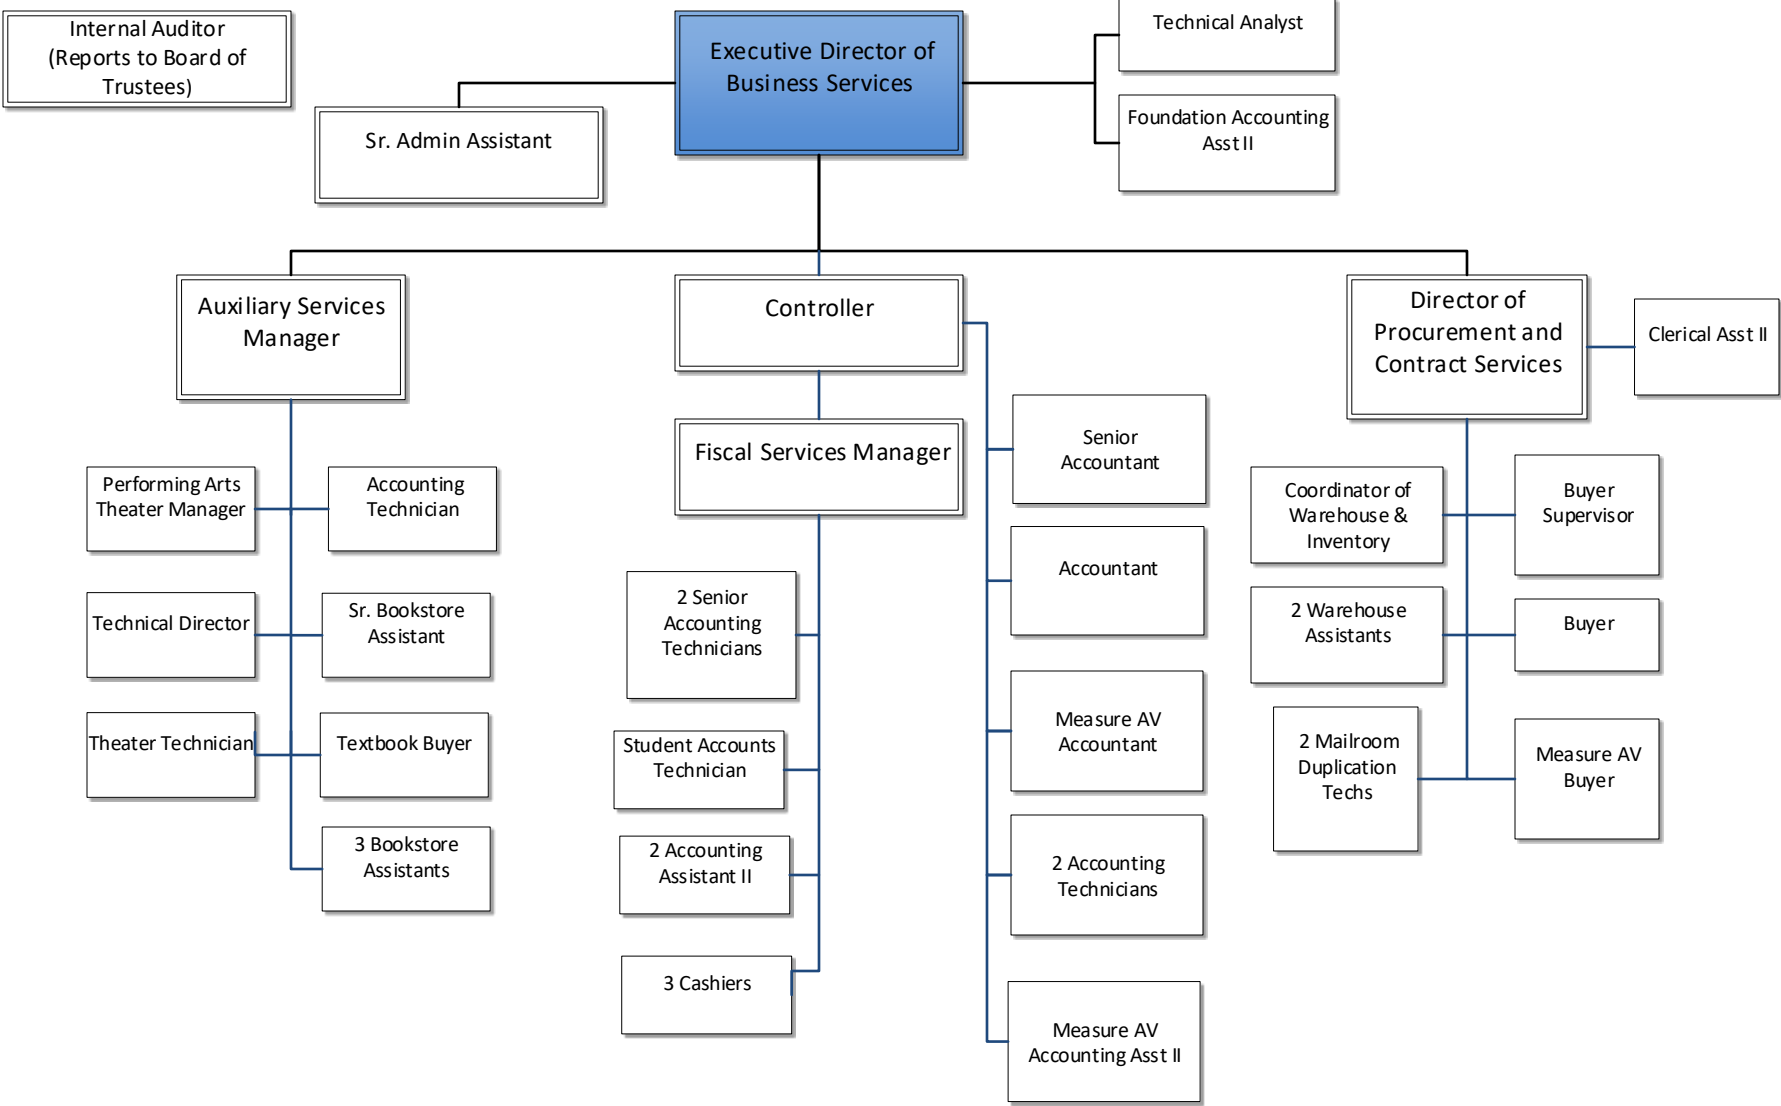 Internal Auditor
(Reports to Board of
Trustees)
Executive Director of
Business Services
Technical Analyst
Foundation Accounting
Asst II
Sr. Admin Assistant
Auxiliary Services
Manager
Controller
Director of
Procurement and
Contract Services
Clerical Asst II
Fiscal Services Manager
Performing Arts
Theater Manager
Accounting
Technician
Technical Director
Sr. Bookstore
Assistant
Theater Technician
Textbook Buyer
3 Bookstore
Assistants
2 Senior
Accounting
Technicians
Student Accounts
Technician
2 Accounting
Assistant II
3 Cashiers
Senior
Accountant
Accountant
Measure AV
Accountant
2 Accounting
Technicians
Measure AV
Accounting Asst II
Coordinator of
Warehouse &
Inventory
Buyer
Supervisor
2 Warehouse
Assistants
Buyer
2 Mailroom
Duplication
Techs
Measure AV
Buyer